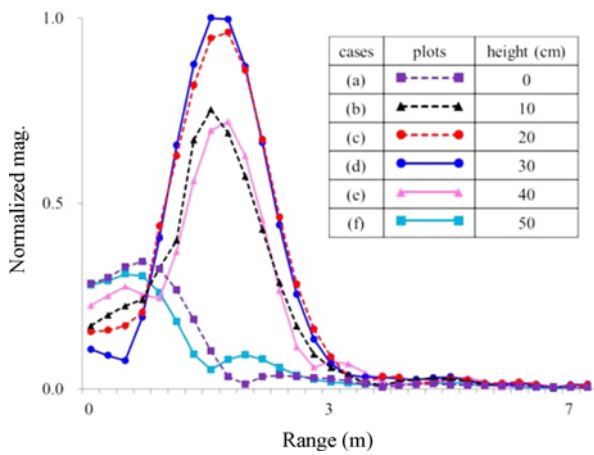 1.0
0.5
0.0
Normalized mag.
0
3
7
Range (m)
cases plots height (cm)
(a) 0
(b) 10
(c) 20
(d) 30
(e) 40
(f) 50